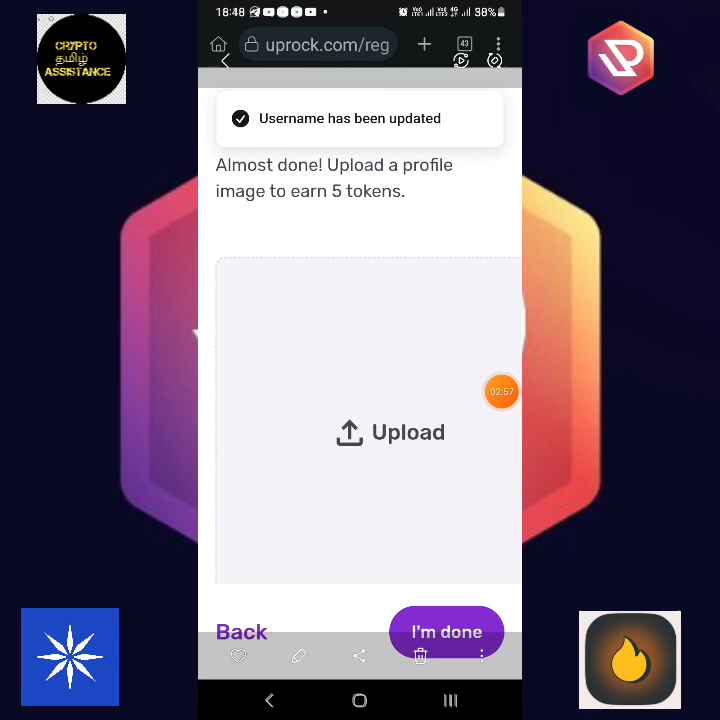 CRYPTO
தமிழ்
ASSISTANCE
18:48
38%
uprock.com/reg
43
Username has been updated
Almost done! Upload a profile
image to earn 5 tokens.
02:57
Upload
Back
I'm done